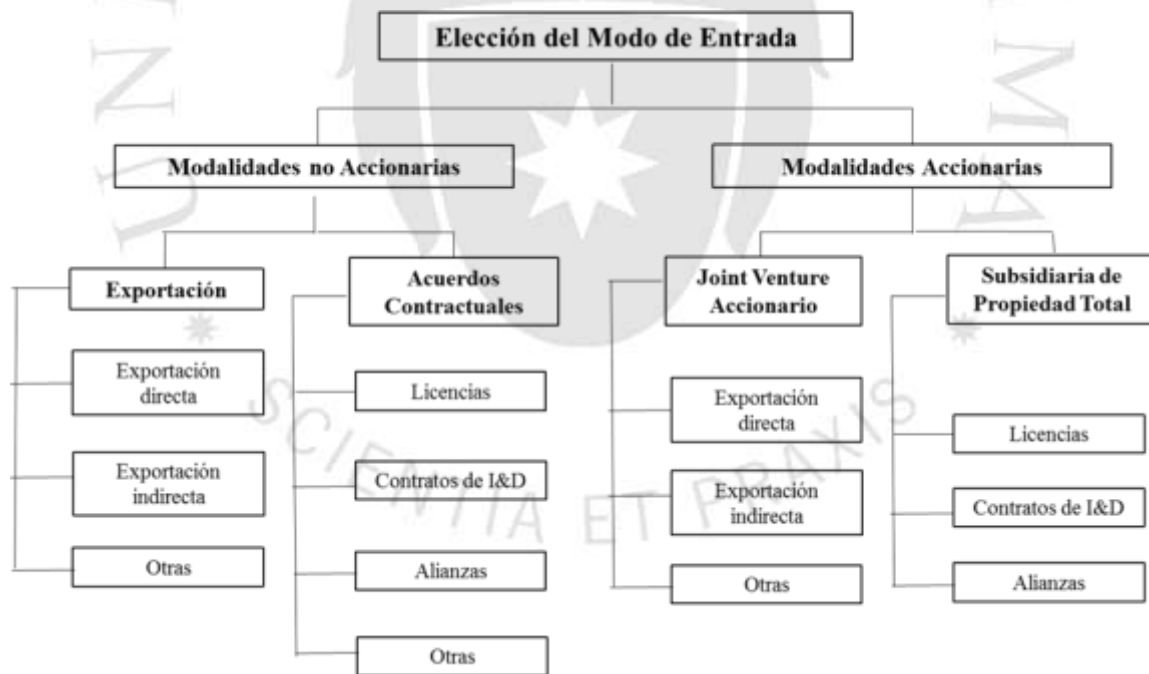 Elección del Modo de Entrada
Modalidades no Accionarias
Modalidades Accionarias
Exportación
Acuerdos
Contractuales
Joint Venture
Accionario
Subsidiaria de
Propiedad Total
Exportación
directa
Exportación
indirecta
Otras
Licencias
Contratos de I&D
Alianzas
Otras
Exportación
directa
Exportación
indirecta
Otras
Licencias
Contratos de I&D
Alianzas
SCIENTIA ET PRAXIS